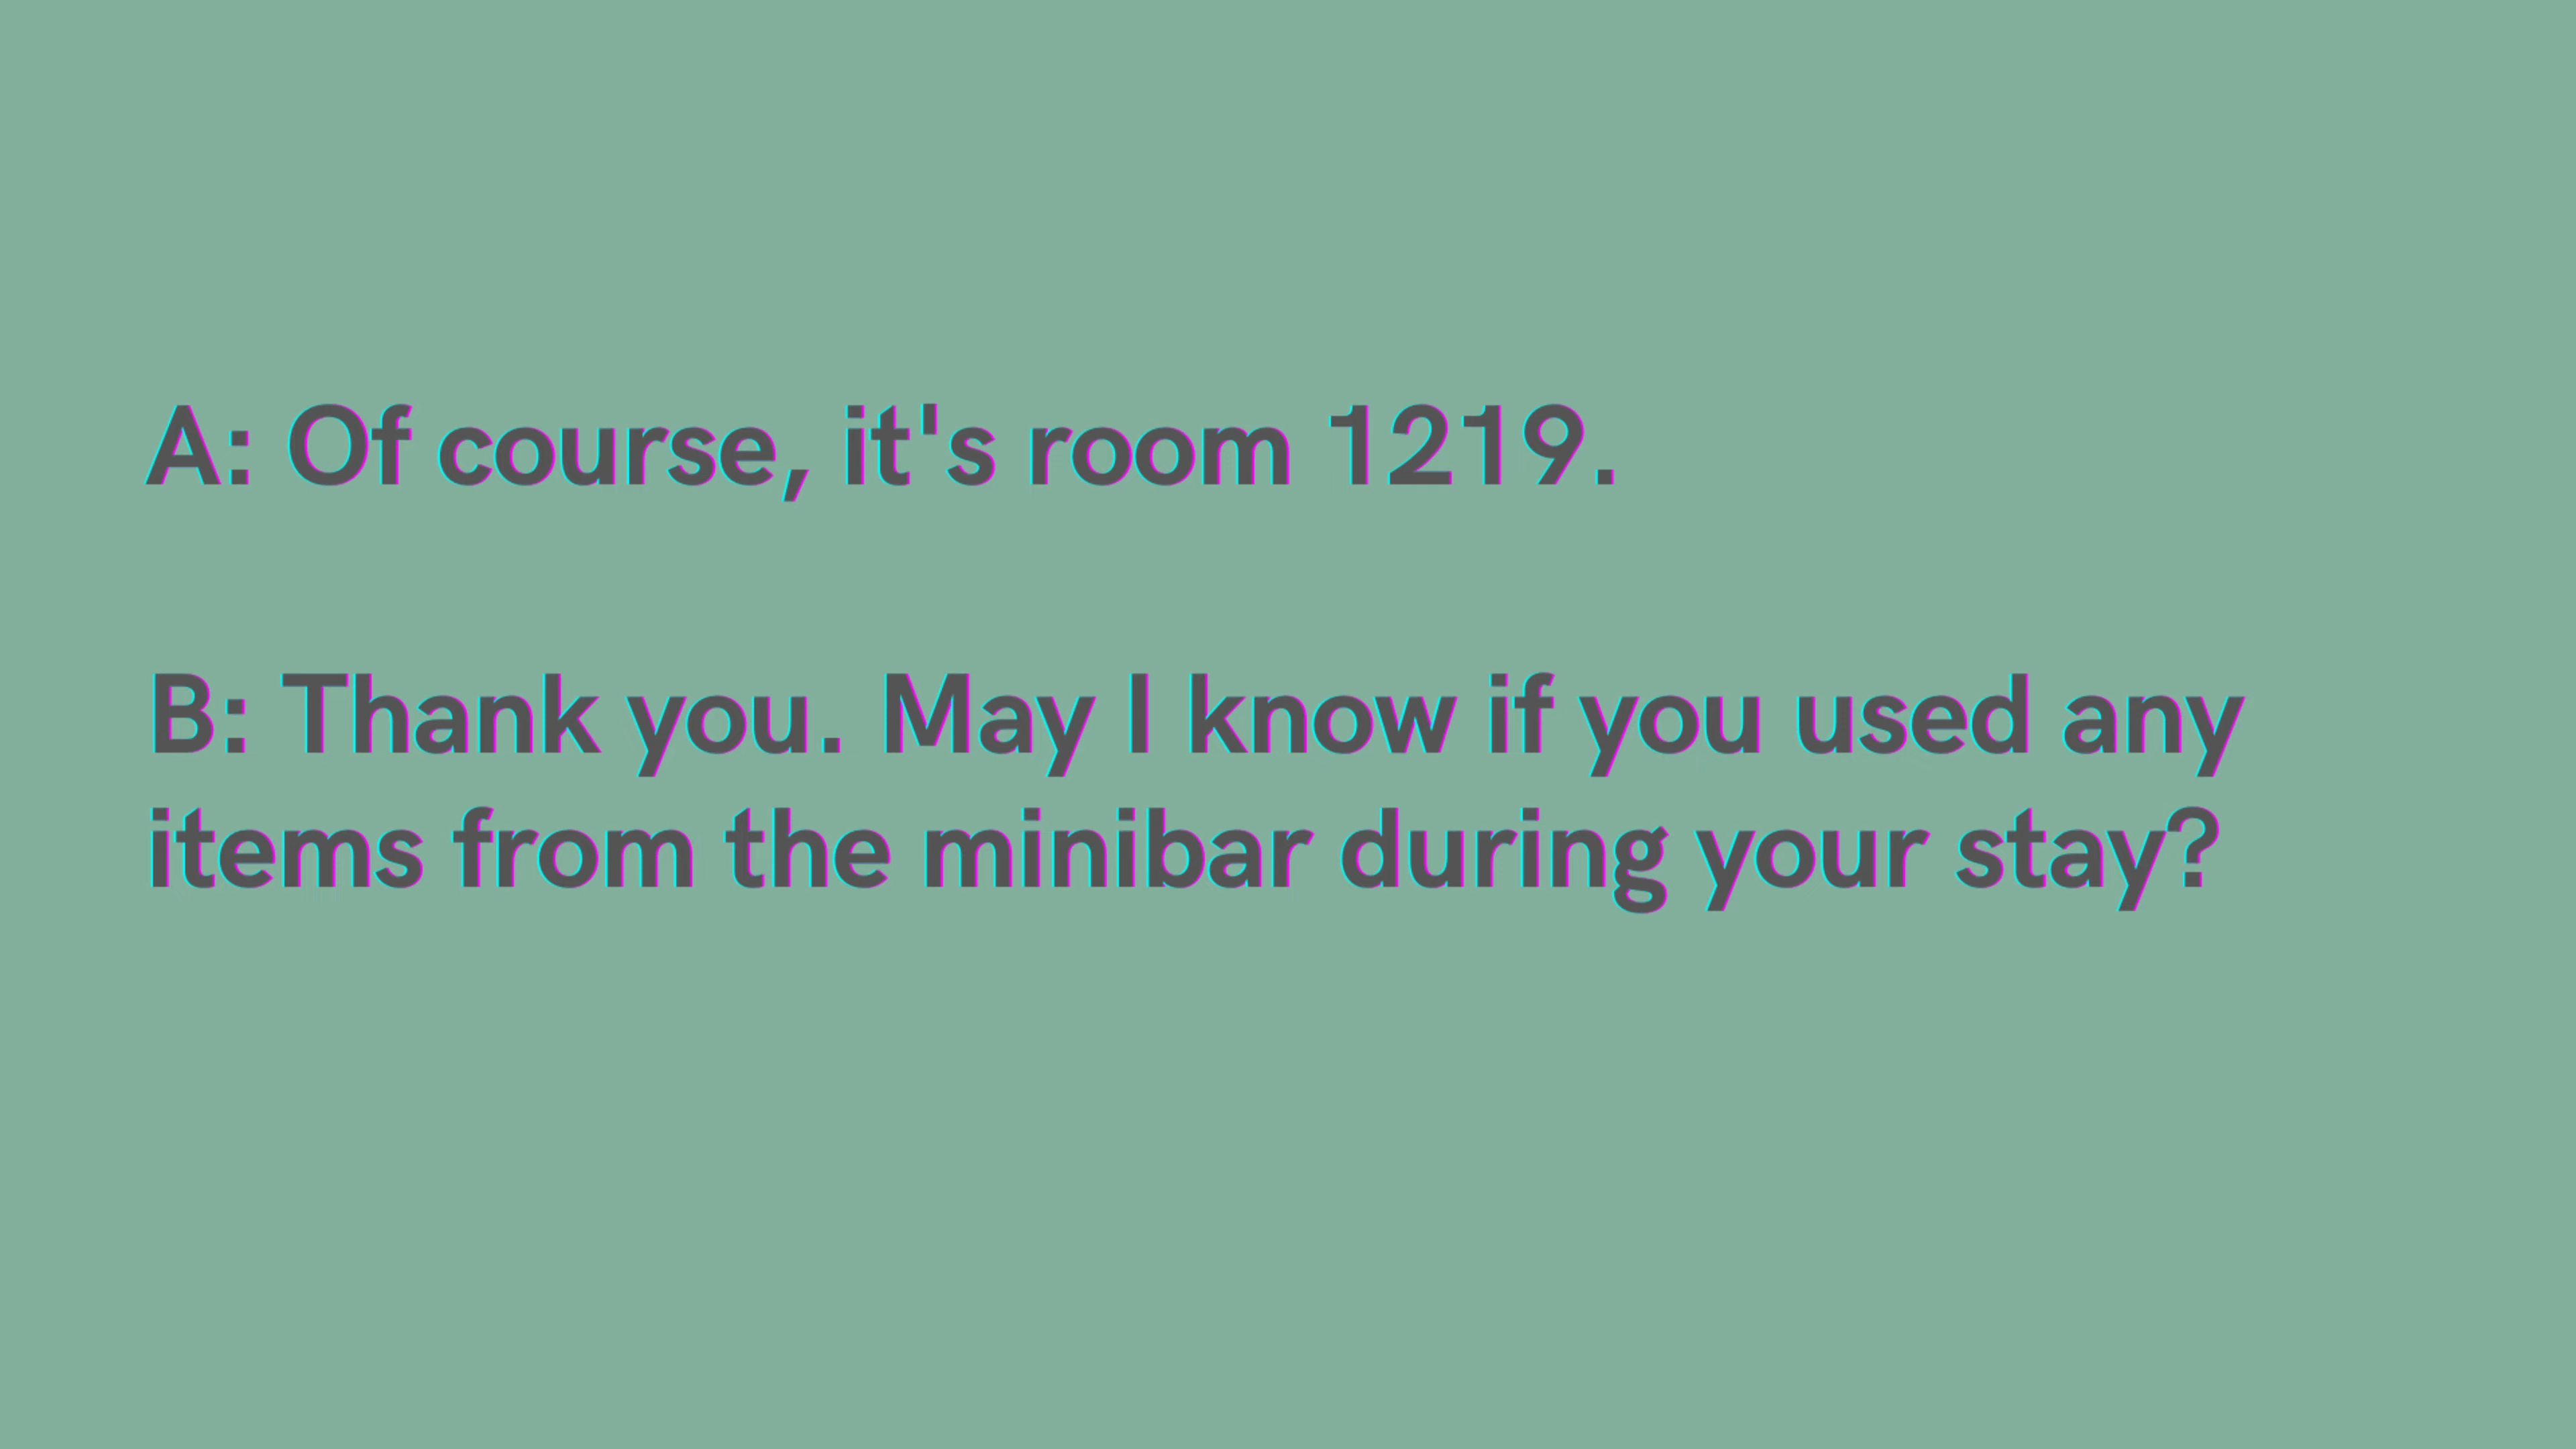 A: Of course, it's room 1219.
B: Thank you. May I know if you used any
items from the minibar during your stay?